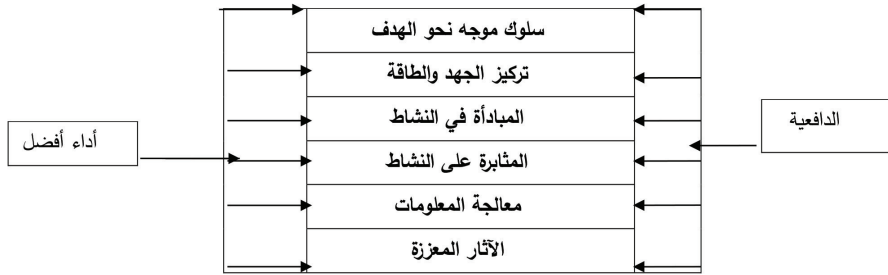 سلوك موجه نحو الهدف
تركيز الجهد والطاقة
المبادأة في النشاط
الدافعية
المثابرة على النشاط
أداء أفضل
معالجة المعلومات
الآثار المعززة